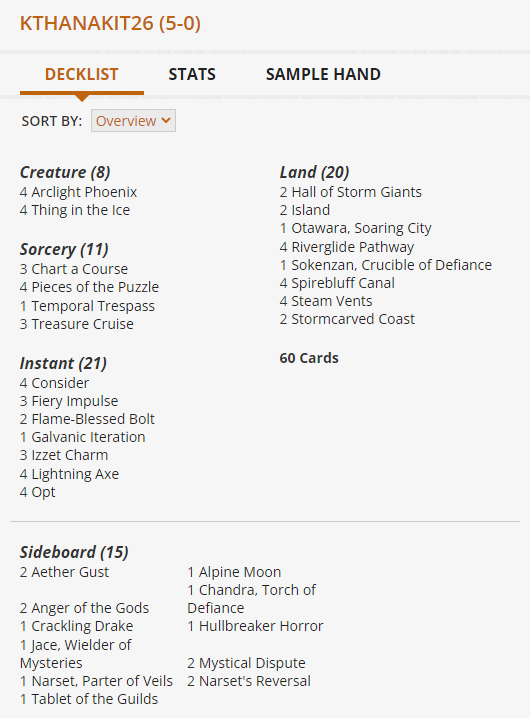 KTHANAKIT26 (5-0)
DECKLIST
STATS
SAMPLE HAND
SORT BY:
Overview
Creature (8)
4 Arclight Phoenix
4 Thing in the Ice
Sorcery (11)
3 Chart a Course
4 Pieces of the Puzzle
1 Temporal Trespass
3 Treasure Cruise
Instant (21)
4 Consider
3 Fiery Impulse
2 Flame-Blessed Bolt
1 Galvanic Iteration
3 Izzet Charm
4 Lightning Axe
4 Opt
Land (20)
2 Hall of Storm Giants
2 Island
1 Otawara, Soaring City
4 Riverglide Pathway
1 Sokenzan, Crucible of Defiance
4 Spirebluff Canal
4 Steam Vents
2 Stormcarved Coast
60 Cards
Sideboard (15)
2 Aether Gust
2 Anger of the Gods
1 Crackling Drake
1 Jace, Wielder of
Mysteries
1 Narset, Parter of Veils
1 Tablet of the Guilds
1 Alpine Moon
1 Chandra, Torch of
Defiance
1 Hullbreaker Horror
2 Mystical Dispute
2 Narset's Reversal